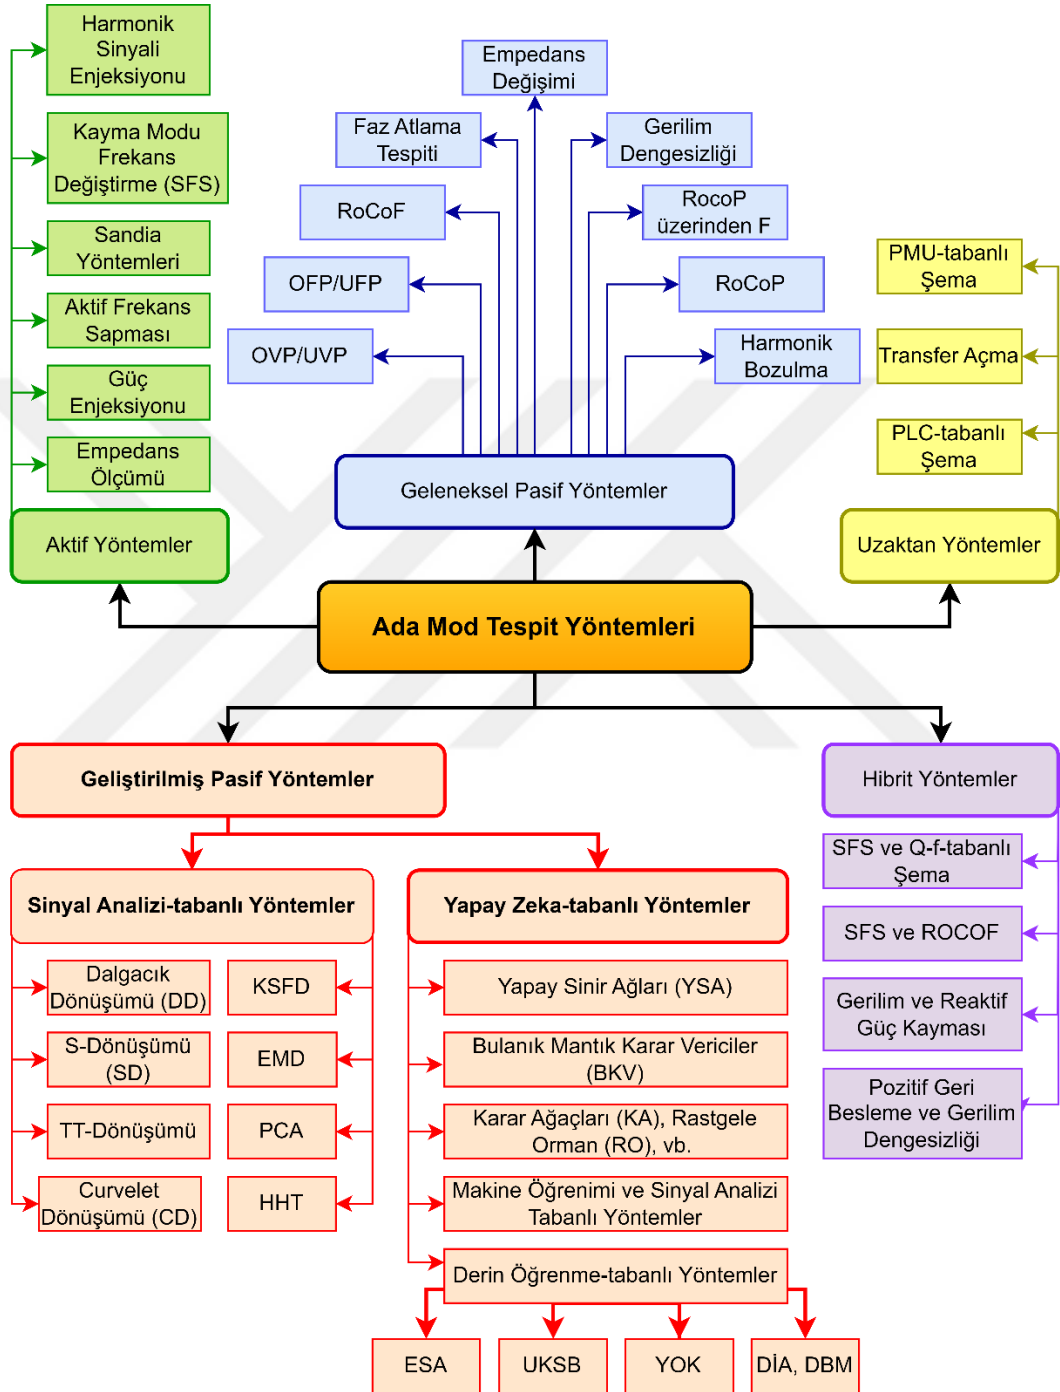 Harmonik
Sinyali
Enjeksiyonu
Kayma Modu
Frekans
Değiştirme (SFS)
Sandia
Yöntemleri
Aktif Frekans
Sapması
Güç
Enjeksiyonu
Empedans
Ölçümü
Aktif Yöntemler
Empedans
Değişimi
Faz Atlama
Tespiti
Gerilim
Dengesizliği
RoCoF
RocoP
üzerinden F
OFP/UFP
RoCoP
OVP/UVP
Harmonik
Bozulma
Geleneksel Pasif Yöntemler
PMU-tabanlı
Şema
Transfer Açma
PLC-tabanlı
Şema
Uzaktan Yöntemler
Ada Mod Tespit Yöntemleri
Geliştirilmiş Pasif Yöntemler
Sinyal Analizi-tabanlı Yöntemler
Dalgacık
Dönüşümü (DD)
KSFD
S-Dönüşümü
(SD)
EMD
TT-Dönüşümü
PCA
Curvelet
Dönüşümü (CD)
HHT
Yapay Zeka-tabanlı Yöntemler
Yapay Sinir Ağları (YSA)
Bulanık Mantık Karar Vericiler
(BKV)
Karar Ağaçları (KA), Rastgele
Orman (RO), vb.
Makine Öğrenimi ve Sinyal Analizi
Tabanlı Yöntemler
Derin Öğrenme-tabanlı Yöntemler
ESA
UKSB
YOK
DİA, DBM
Hibrit Yöntemler
SFS ve Q-f-tabanlı
Şema
SFS ve ROCOF
Gerilim ve Reaktif
Güç Kayması
Pozitif Geri
Besleme ve Gerilim
Dengesizliği